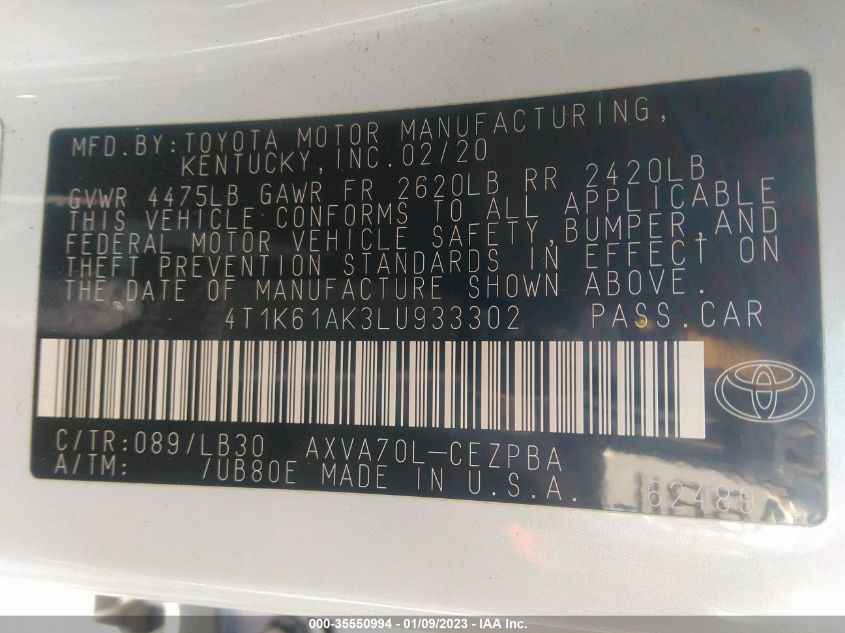 MFD.BY:TOYOTA MOTOR MANUFACTURING,
KENTUCKY,INC.02/20
GVWR 4475LB GAWR FR 2620LB RR 2420LB
THIS VEHICLE CONFORMS TO ALL APPLICABLE
FEDERAL MOTOR VEHICLE SAFETY,BUMPER,AND
THEFT PREVENTION STANDARDS IN EFFECT ON
THE DATE OF MANUFACTURE SHOWN ABOVE.
4T1K61AK3LU933302 PASS.CAR
C/TR:089/LB30 AXVA70L-CEZPBA
A/TM: /UB80E MADE IN U.S.A. 62489
000-35550994 - 01/09/2023 - IAA Inc.